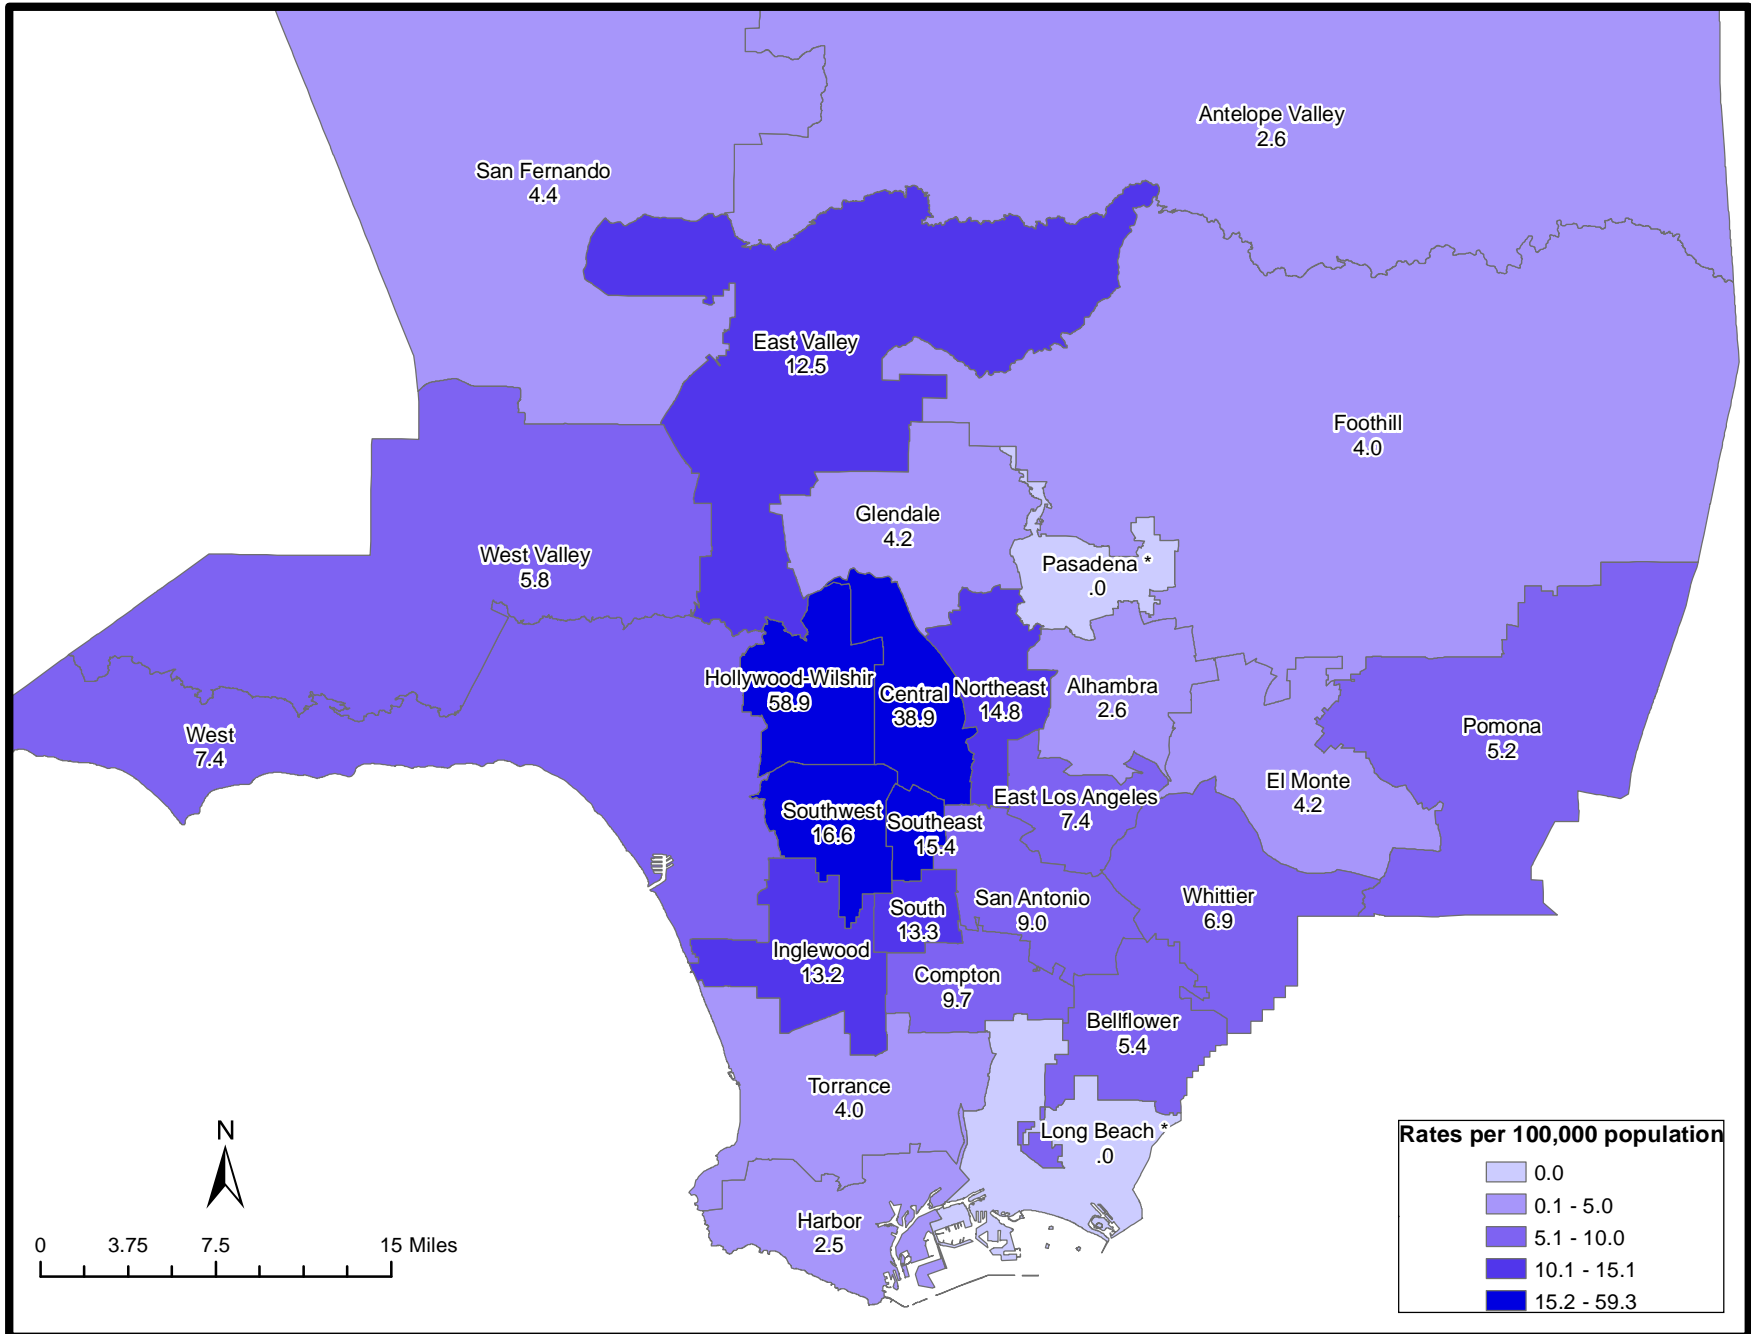 Antelope Valley
2.6
San Fernando
4.4
East Valley
12.5
Foothill
4.0
Glendale
4.2
West Valley
5.8
Pasadena *
.0
Hollywood-Wilshir
58.9
Central
38.9
Northeast
14.8
Alhambra
2.6
West
7.4
Pomona
5.2
El Monte
4.2
East Los Angeles
7.4
Southwest
16.6
Southeast
15.4
San Antonio
9.0
Whittier
6.9
South
13.3
Inglewood
13.2
Compton
9.7
Bellflower
5.4
Torrance
4.0
Long Beach *
.0
Harbor
2.5
N
0 3.75 7.5 15 Miles
Rates per 100,000 population
0.0
0.1 - 5.0
5.1 - 10.0
10.1 - 15.1
15.2 - 59.3